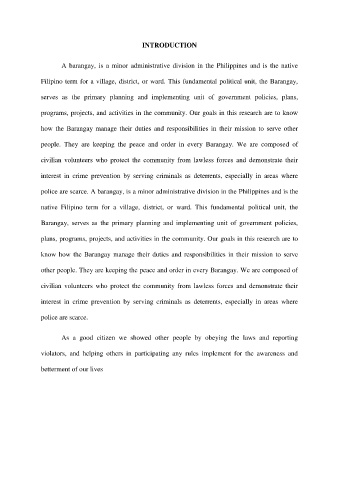 INTRODUCTION
A barangay, is a minor administrative division in the Philippines and is the native
Filipino term for a village, district, or ward. This fundamental political unit, the Barangay,
serves as the primary planning and implementing unit of government policies, plans,
programs, projects, and activities in the community. Our goals in this research are to know
how the Barangay manage their duties and responsibilities in their mission to serve other
people. They are keeping the peace and order in every Barangay. We are composed of
civilian volunteers who protect the community from lawless forces and demonstrate their
interest in crime prevention by serving criminals as deterrents, especially in areas where
police are scarce. A barangay, is a minor administrative division in the Philippines and is the
native Filipino term for a village, district, or ward. This fundamental political unit, the
Barangay, serves as the primary planning and implementing unit of government policies,
plans, programs, projects, and activities in the community. Our goals in this research are to
know how the Barangay manage their duties and responsibilities in their mission to serve
other people. They are keeping the peace and order in every Barangay. We are composed of
civilian volunteers who protect the community from lawless forces and demonstrate their
interest in crime prevention by serving criminals as deterrents, especially in areas where
police are scarce.
As a good citizen we showed other people by obeying the laws and reporting
violators, and helping others in participating any rules implement for the awareness and
betterment of our lives